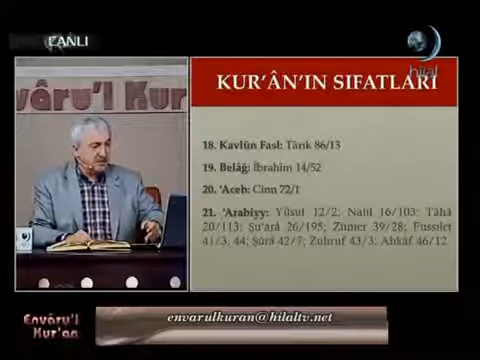 CANLI
hilal
nvâru'l Kur
KUR'ÂN'IN SIFATLARI
18. Kavlün Fasl: Târık 86/13
19. Belâğ: İbrahim 14/52
20. 'Aceb: Cinn 72/1
21. 'Arabiyy: Yûsuf 12/2; Nahl 16/103; Tâhâ
20/113; Şu'arâ 26/195; Zümer 39/28; Fussilet
41/3, 44; Şûrâ 42/7; Zuhruf 43/3; Ahkâf 46/12
Envâru'l
Kur'an
envarulkuran@hilaltv.net